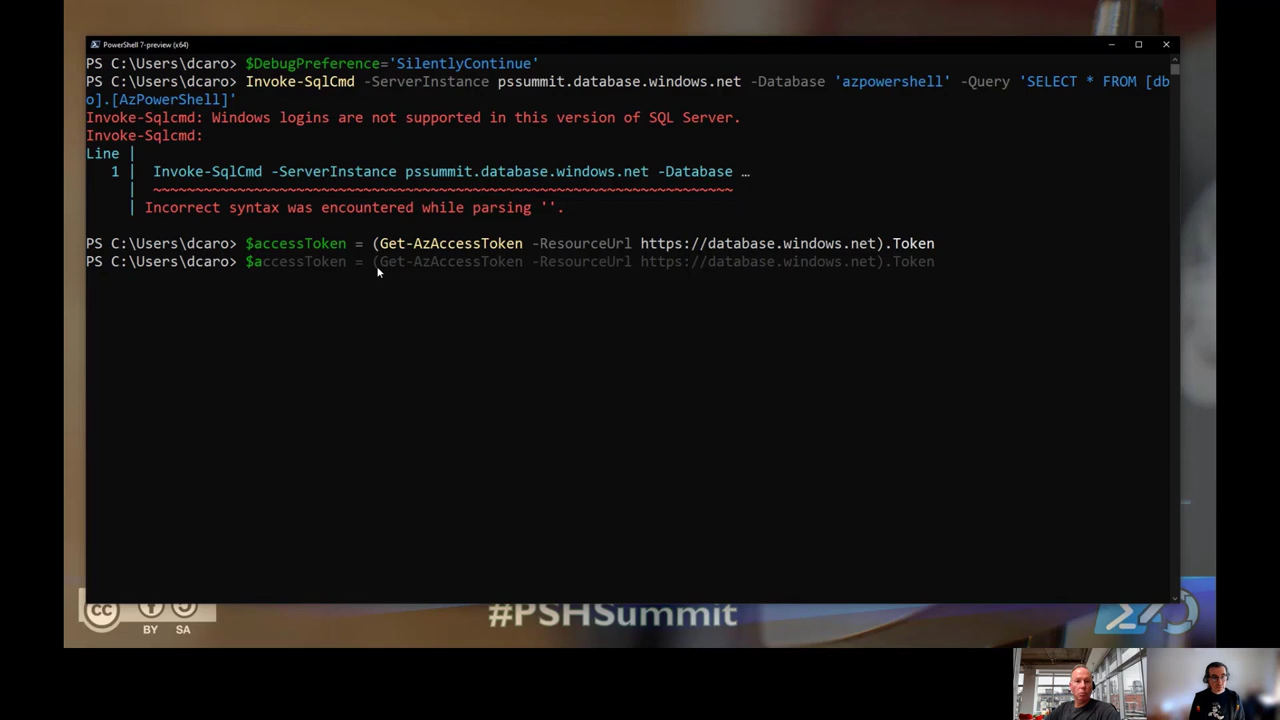 PowerShell 7-preview (x64)
PS C:\Users\dcaro> $DebugPreference='SilentlyContinue'
PS C:\Users\dcaro> Invoke-SqlCmd -ServerInstance pssummit.database.windows.net -Database 'azpowershell' -Query 'SELECT * FROM [db
o].[AzPowerShell]'
Invoke-Sqlcmd: Windows logins are not supported in this version of SQL Server.
Invoke-Sqlcmd:
Line |
1 | Invoke-SqlCmd -ServerInstance pssummit.database.windows.net -Database …
| ~~~~~~~~~~~~~~~~~~~~~~~~~~~~~~~~~~~~~~~~~~~~~~~~~~~~~~~~~~~~~~~~~
| Incorrect syntax was encountered while parsing ''.
PS C:\Users\dcaro> $accessToken = (Get-AzAccessToken -ResourceUrl https://database.windows.net).Token
PS C:\Users\dcaro> $accessToken = (Get-AzAccessToken -ResourceUrl https://database.windows.net).Token
cc
BY SA
#PSHSummit